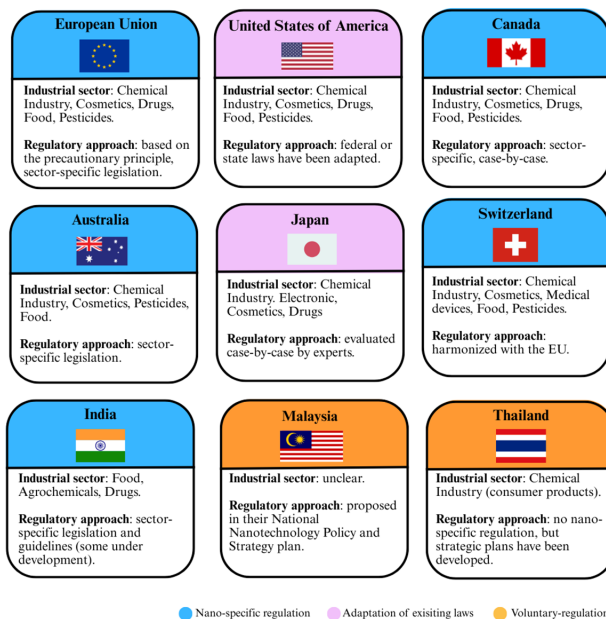 European Union
Industrial sector: Chemical
Industry, Cosmetics, Drugs,
Food, Pesticides.
Regulatory approach: based on
the precautionary principle,
sector-specific legislation.
United States of America
Industrial sector: Chemical
Industry, Cosmetics, Drugs,
Food, Pesticides.
Regulatory approach: federal or
state laws have been adapted.
Canada
Industrial sector: Chemical
Industry, Cosmetics, Drugs,
Food, Pesticides.
Regulatory approach: sector-
specific, case-by-case.
Australia
Industrial sector: Chemical
Industry, Cosmetics, Pesticides,
Food.
Regulatory approach: sector-
specific legislation.
Japan
Industrial sector: Chemical
Industry. Electronic,
Cosmetics, Drugs
Regulatory approach: evaluated
case-by-case by experts.
Switzerland
Industrial sector: Chemical
Industry, Cosmetics, Medical
devices, Food, Pesticides.
Regulatory approach:
harmonized with the EU.
India
Industrial sector: Food,
Agrochemicals, Drugs.
Regulatory approach: sector-
specific legislation and
guidelines (some under
development).
Malaysia
Industrial sector: unclear.
Regulatory approach: proposed
in their National
Nanotechnology Policy and
Strategy plan.
Thailand
Industrial sector: Chemical
Industry (consumer products).
Regulatory approach: no nano-
specific regulation, but
strategic plans have been
developed.
Nano-specific regulation
Adaptation of exisiting laws
Voluntary-regulation